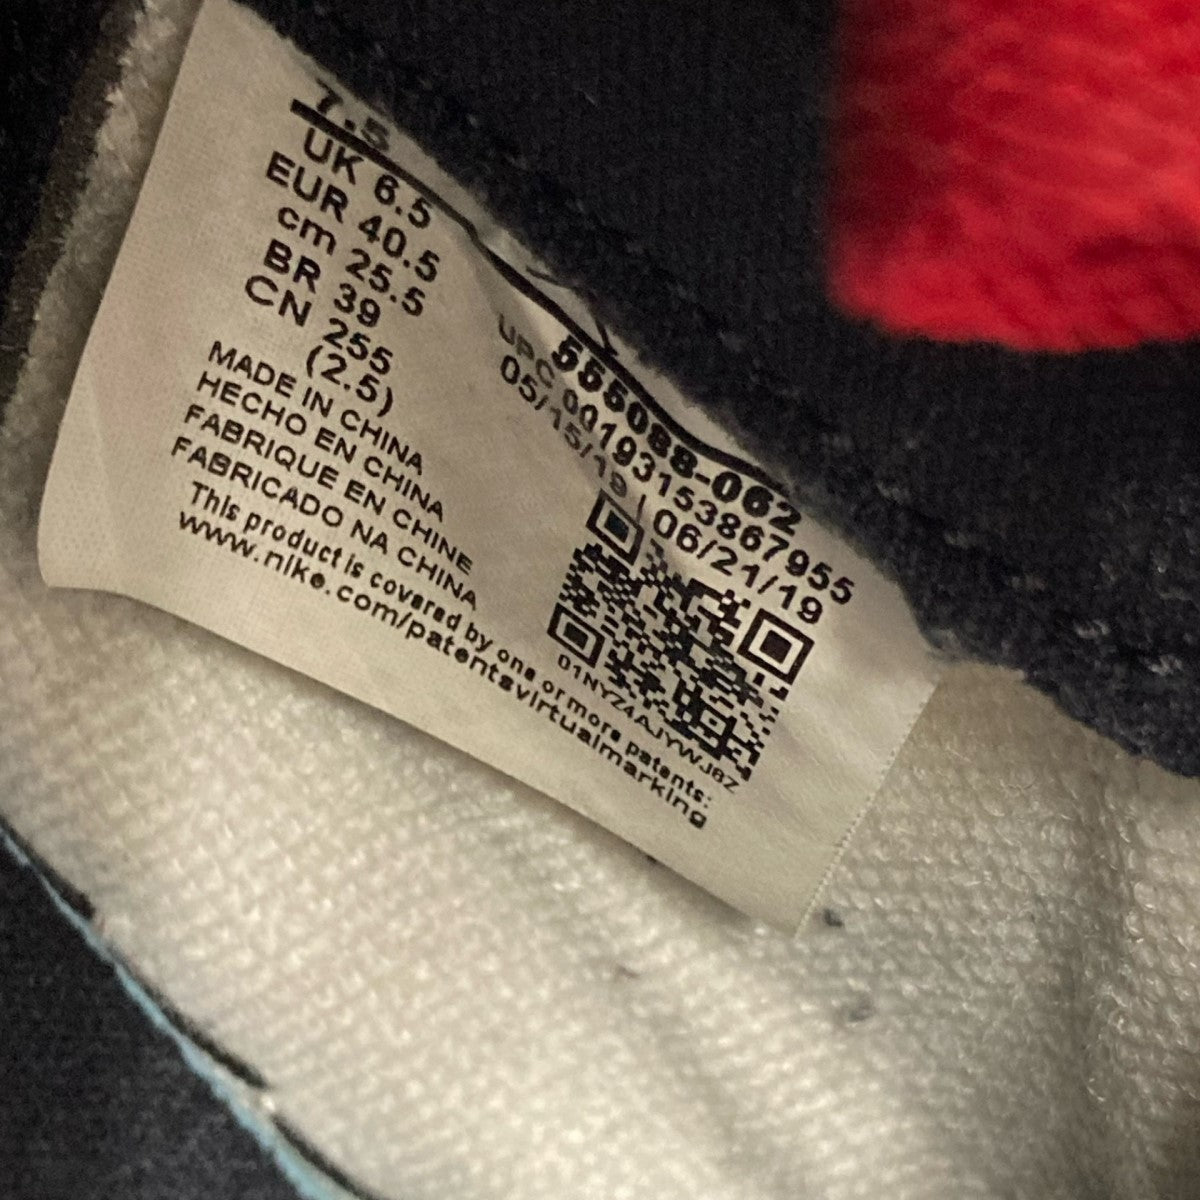 7.5
UK 6.5
EUR 40.5
cm 25.5
BR 39
CN 255
(2.5)
MADE IN CHINA
HECHO EN CHINA
FABRIQUE EN CHINE
FABRICADO NA CHINA
This product is covered by one or more patents:
www.nike.com/patentsvirtualmarking
555088-062
UPC 00193153867955
05/15/19 | 06/21/19
01NYZ4AJYWJ8Z